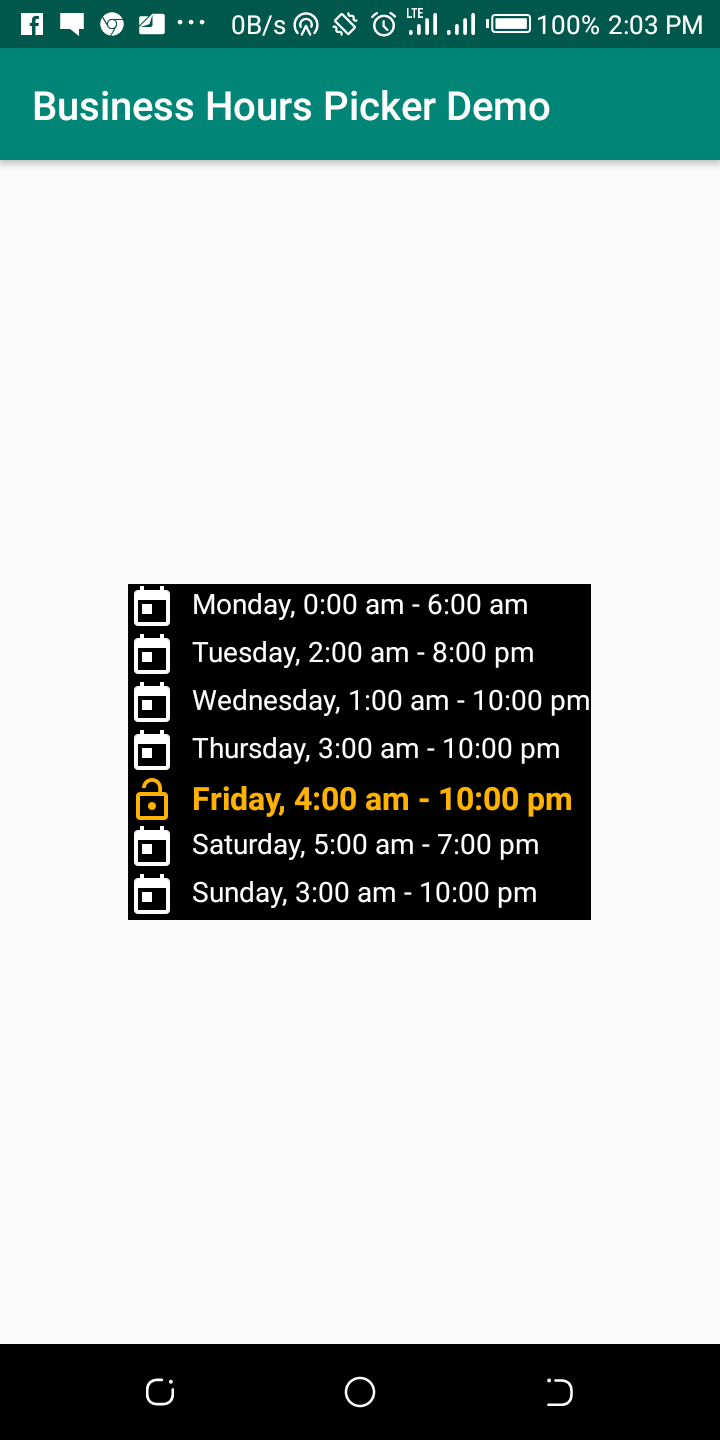 0B/s LTE 100% 2:03 PM
Business Hours Picker Demo
Monday, 0:00 am - 6:00 am
Tuesday, 2:00 am - 8:00 pm
Wednesday, 1:00 am - 10:00 pm
Thursday, 3:00 am - 10:00 pm
Friday, 4:00 am - 10:00 pm
Saturday, 5:00 am - 7:00 pm
Sunday, 3:00 am - 10:00 pm